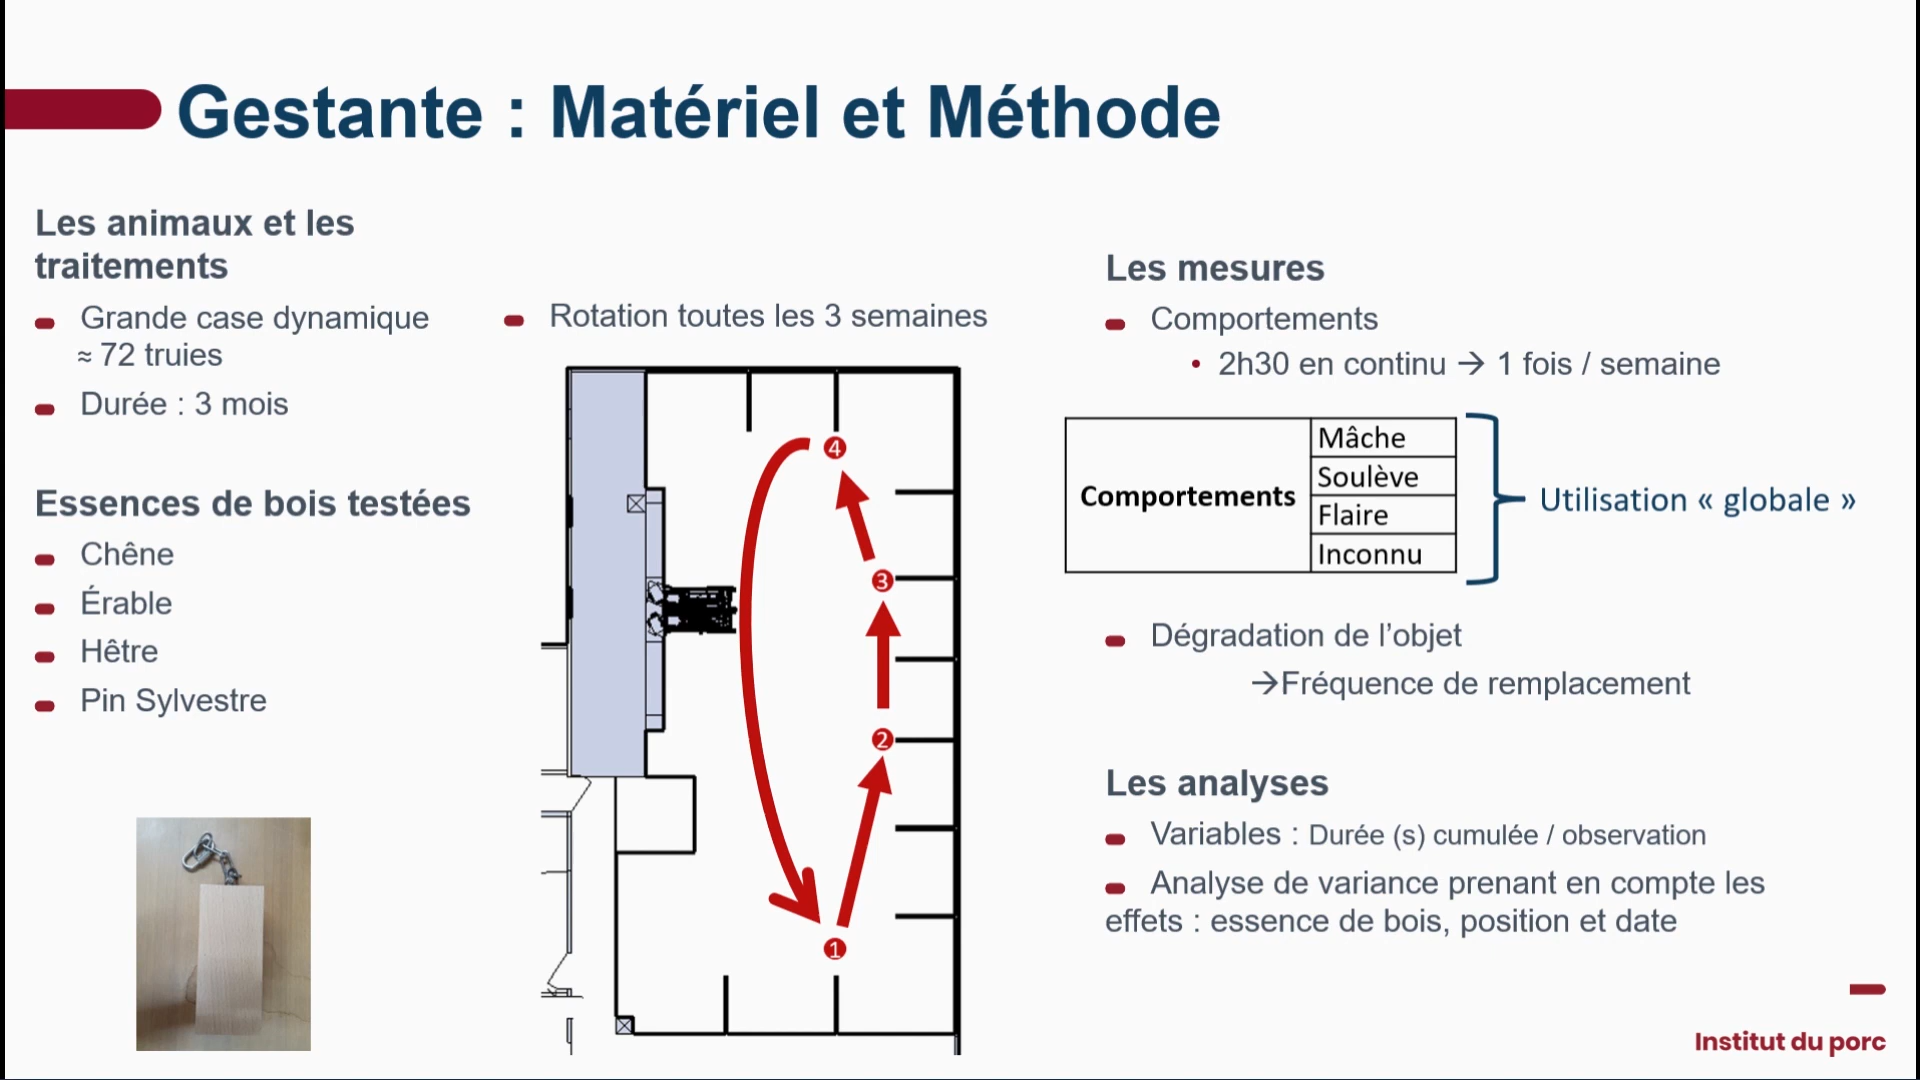 Gestante : Matériel et Méthode
Les animaux et les
traitements
Grande case dynamique
≈ 72 truies
Durée : 3 mois
Essences de bois testées
Chêne
Érable
Hêtre
Pin Sylvestre
Rotation toutes les 3 semaines
4
3
2
1
Les mesures
Comportements
• 2h30 en continu → 1 fois / semaine
Comportements
Mâche
Soulève
Flaire
Inconnu
Utilisation « globale »
Dégradation de l’objet
→Fréquence de remplacement
Les analyses
Variables : Durée (s) cumulée / observation
Analyse de variance prenant en compte les
effets : essence de bois, position et date
Institut du porc